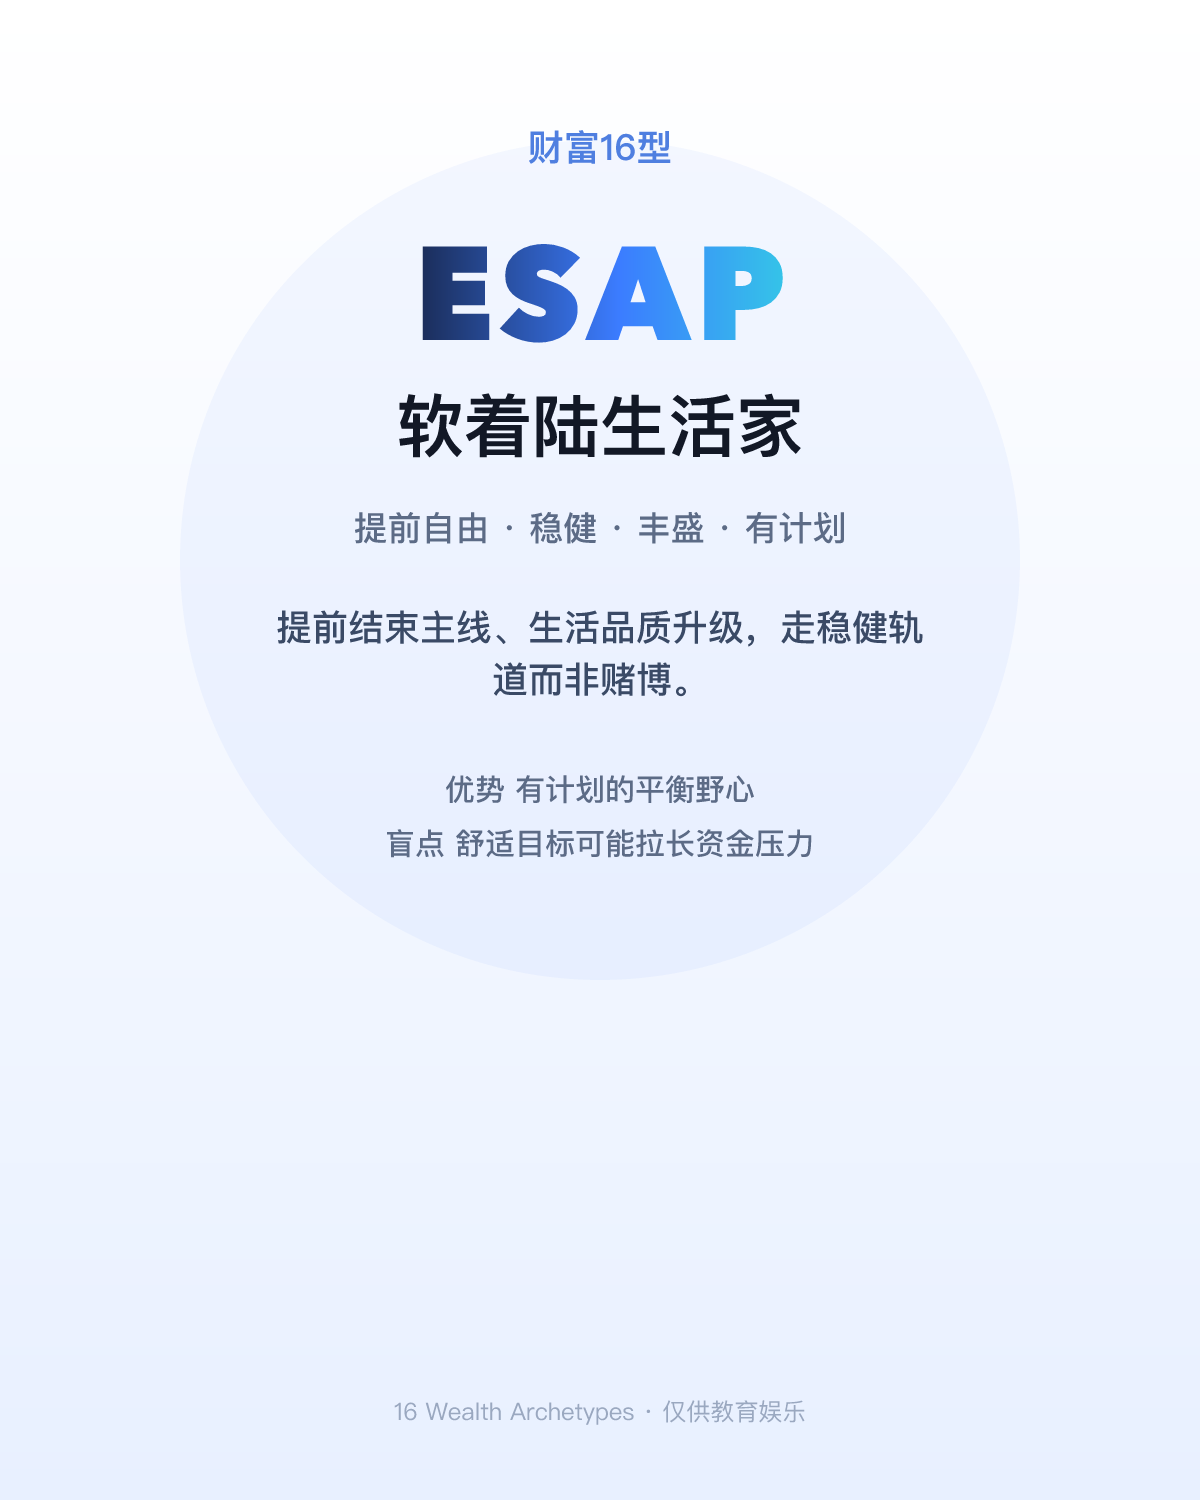 财富16型
ESAP
软着陆生活家
提前自由 · 稳健 · 丰盛 · 有计划
提前结束主线、生活品质升级，走稳健轨
道而非赌博。
优势 有计划的平衡野心
盲点 舒适目标可能拉长资金压力
16 Wealth Archetypes · 仅供教育娱乐